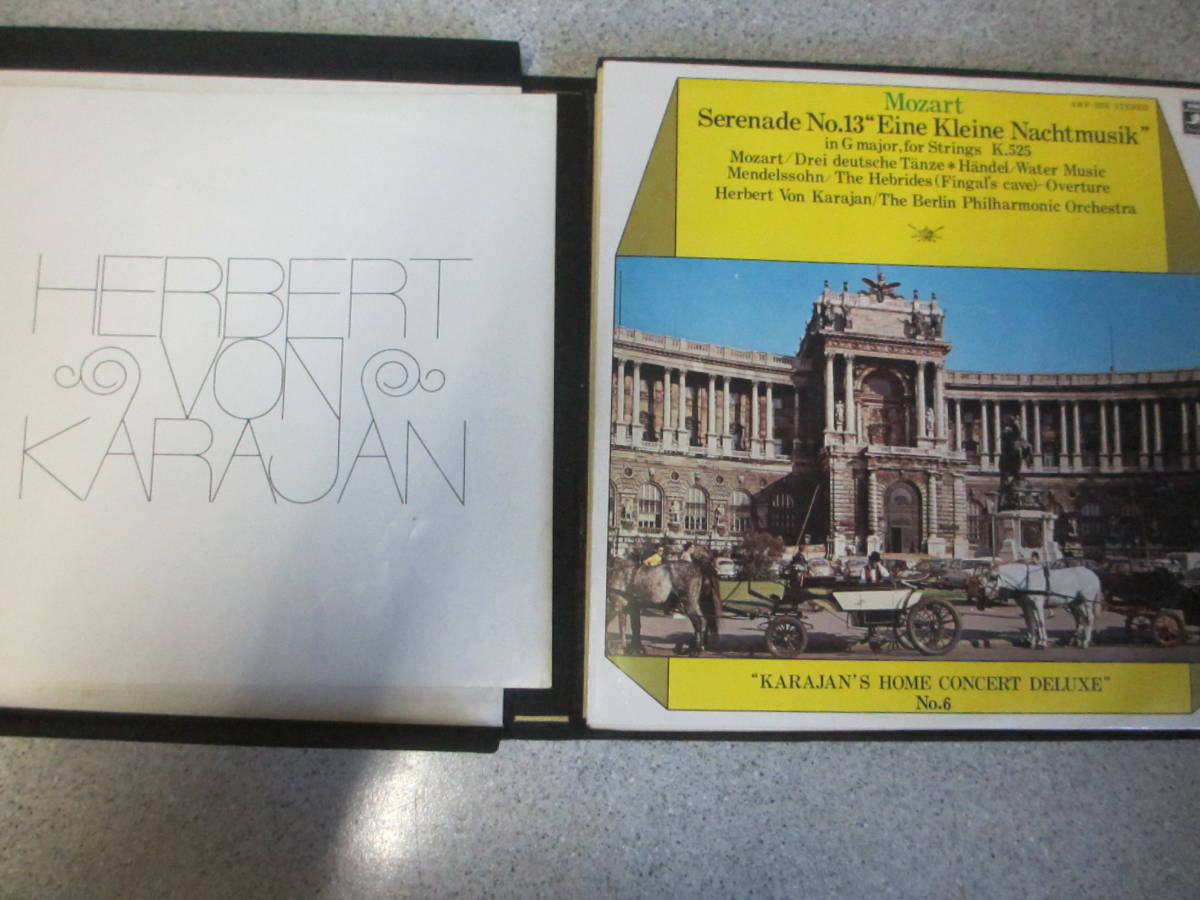 HERBERT
VON
KARAJAN
Mozart
STEREO
Serenade No.13 “Eine Kleine Nachtmusik”
in G major, for Strings K.525
Mozart/Drei deutsche Tänze * Händel/Water Music
Mendelssohn/The Hebrides (Fingal's cave)-Overture
Herbert Von Karajan/The Berlin Philharmonic Orchestra
“KARAJAN'S HOME CONCERT DELUXE”
No.6